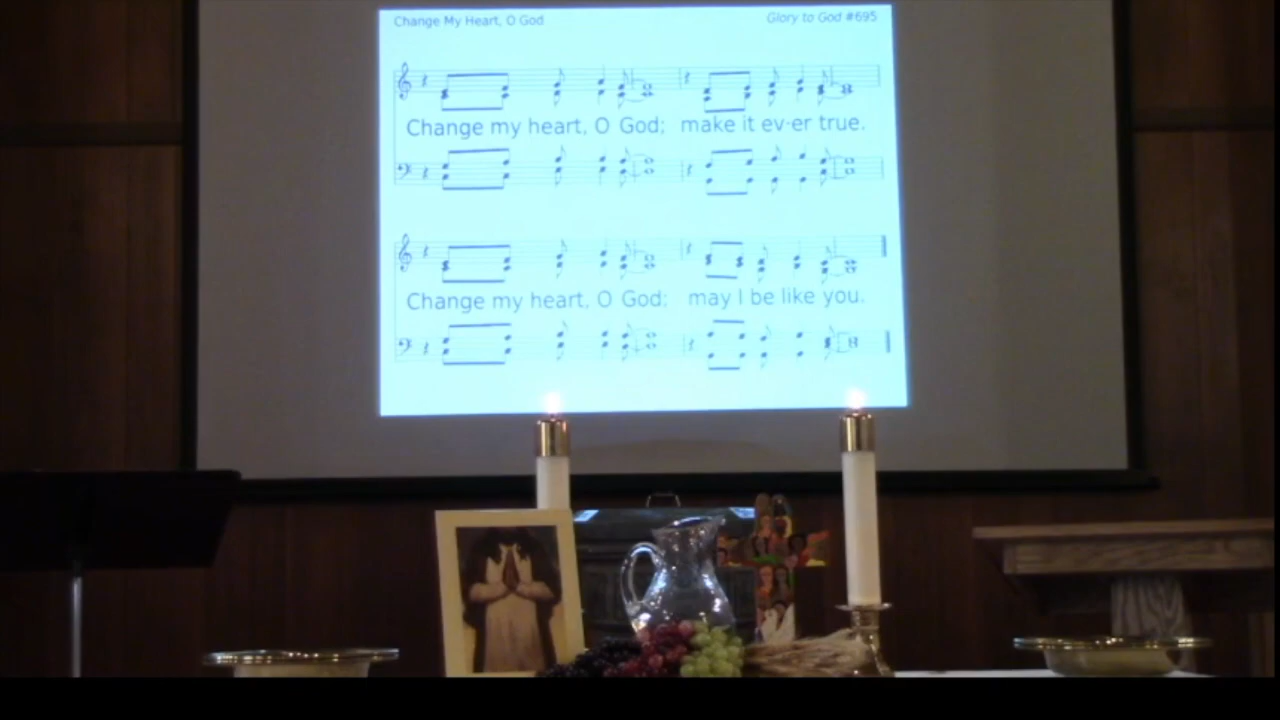 Change My Heart, O God
Glory to God #695
Change my heart, O God; make it ev·er true.
Change my heart, O God; may I be like you.